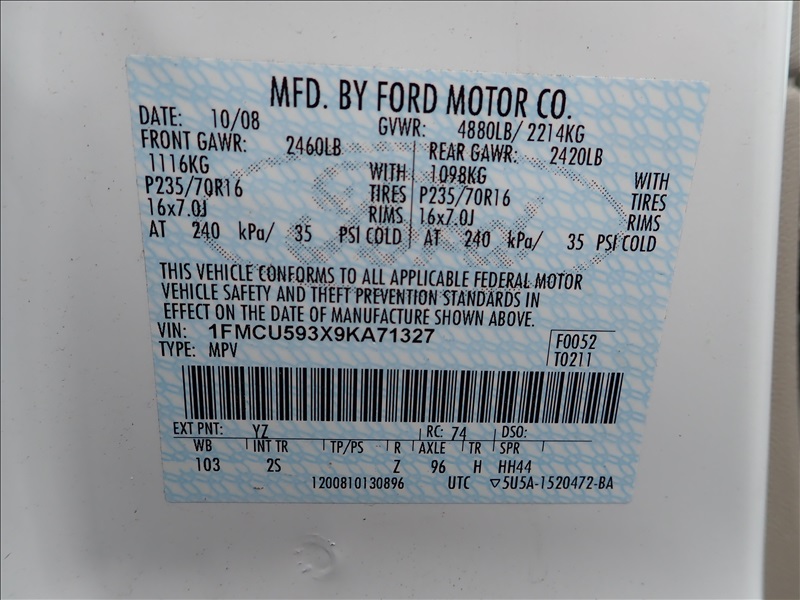 MFD. BY FORD MOTOR CO.
DATE: 10/08 GVWR: 4880LB/ 2214KG
FRONT GAWR: 2460LB REAR GAWR: 2420LB
1116KG WITH 1098KG WITH
P235/70R16 TIRES P235/70R16 TIRES
16x7.0J RIMS 16x7.0J RIMS
AT 240 kPa/ 35 PSI COLD AT 240 kPa/ 35 PSI COLD
THIS VEHICLE CONFORMS TO ALL APPLICABLE FEDERAL MOTOR
VEHICLE SAFETY AND THEFT PREVENTION STANDARDS IN
EFFECT ON THE DATE OF MANUFACTURE SHOWN ABOVE.
VIN: 1FMCU593X9KA71327 F0052
TYPE: MPV T0211
EXT PNT: YZ RC: 74 DSO:
WB INT TR TP/PS R AXLE TR SPR
103 2S Z 96 H HH44
1200810130896 UTC ▽5U5A-1520472-BA